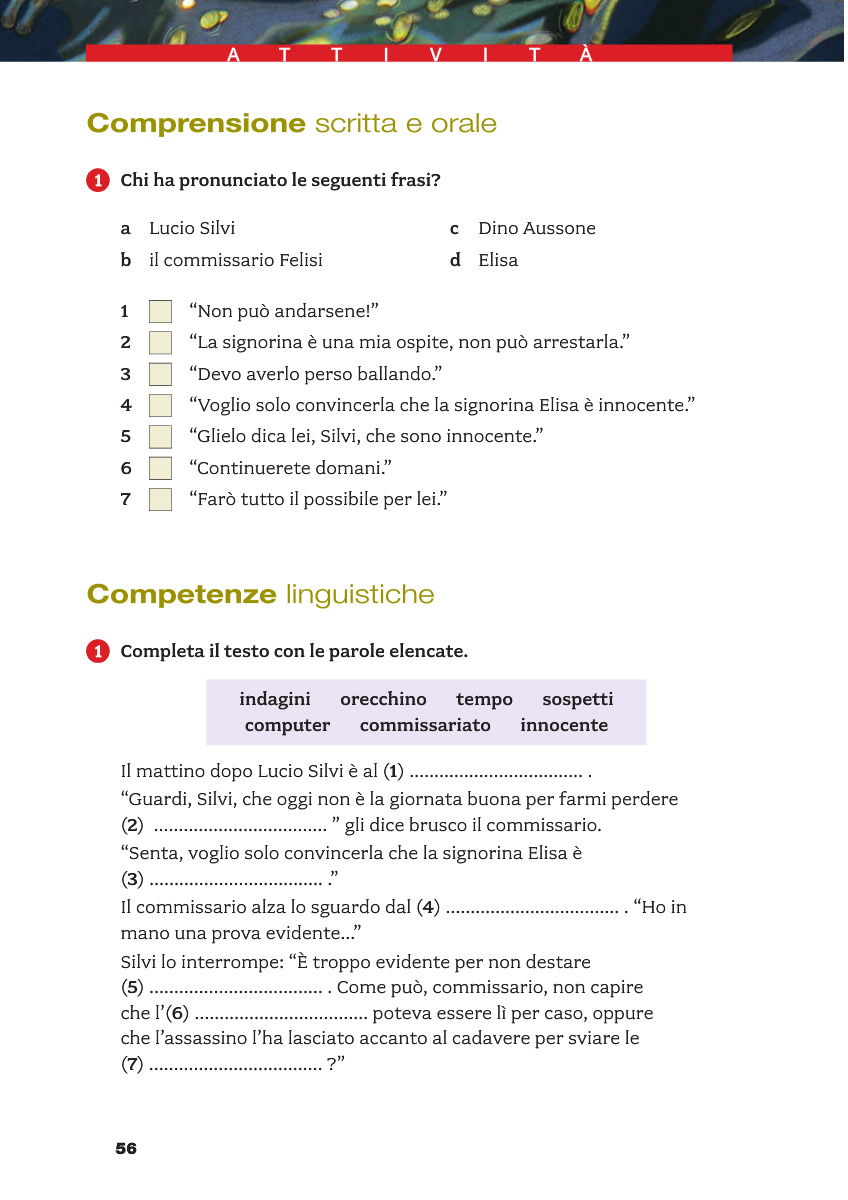 ATTIVITÀ
Comprensione scritta e orale
1 Chi ha pronunciato le seguenti frasi?
a Lucio Silvi
c Dino Aussone
b il commissario Felisi
d Elisa
1 “Non può andarsene!”
2 “La signorina è una mia ospite, non può arrestarla.”
3 “Devo averlo perso ballando.”
4 “Voglio solo convincerla che la signorina Elisa è innocente.”
5 “Glielo dica lei, Silvi, che sono innocente.”
6 “Continuerete domani.”
7 “Farò tutto il possibile per lei.”
Competenze linguistiche
1 Completa il testo con le parole elencate.
indagini orecchino tempo sospetti
computer commissariato innocente
Il mattino dopo Lucio Silvi è al (1) ................................... .
“Guardi, Silvi, che oggi non è la giornata buona per farmi perdere
(2) ................................... ” gli dice brusco il commissario.
“Senta, voglio solo convincerla che la signorina Elisa è
(3) ................................... .”
Il commissario alza lo sguardo dal (4) ................................... . “Ho in
mano una prova evidente...”
Silvi lo interrompe: “È troppo evidente per non destare
(5) ................................... . Come può, commissario, non capire
che l’(6) ................................... poteva essere lì per caso, oppure
che l’assassino l’ha lasciato accanto al cadavere per sviare le
(7) ................................... ?”
56